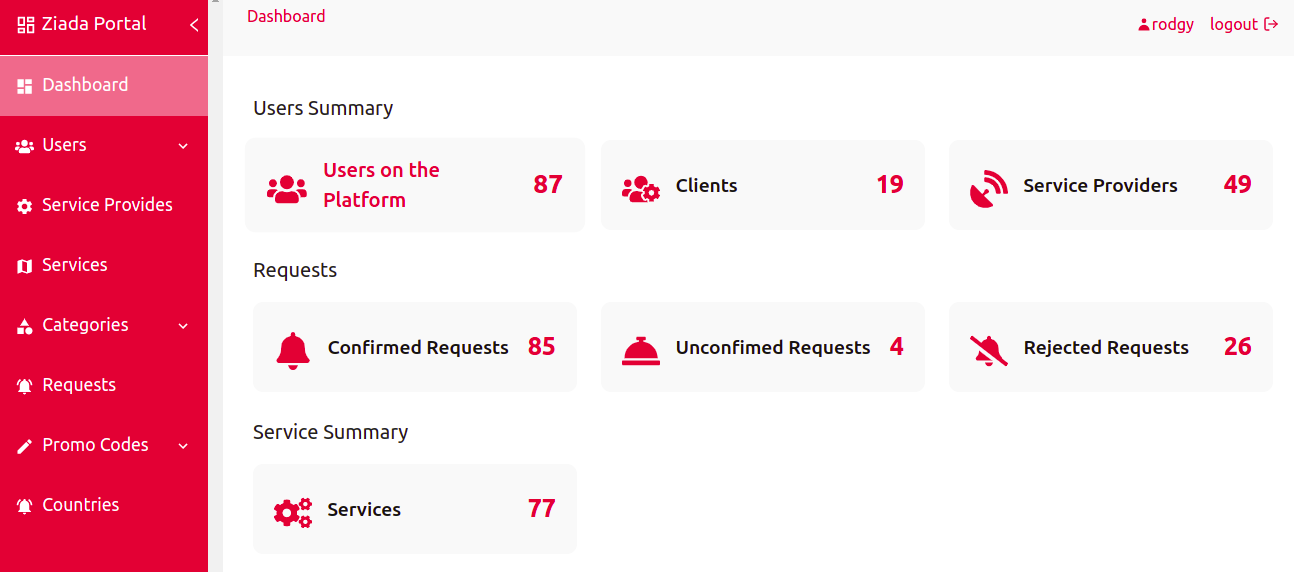 Ziada Portal
Dashboard
rodgy logout
Dashboard
Users
Service Provides
Services
Categories
Requests
Promo Codes
Countries
Users Summary
Users on the
Platform
87
Clients 19
Service Providers 49
Requests
Confirmed Requests 85
Unconfimed Requests 4
Rejected Requests 26
Service Summary
Services 77